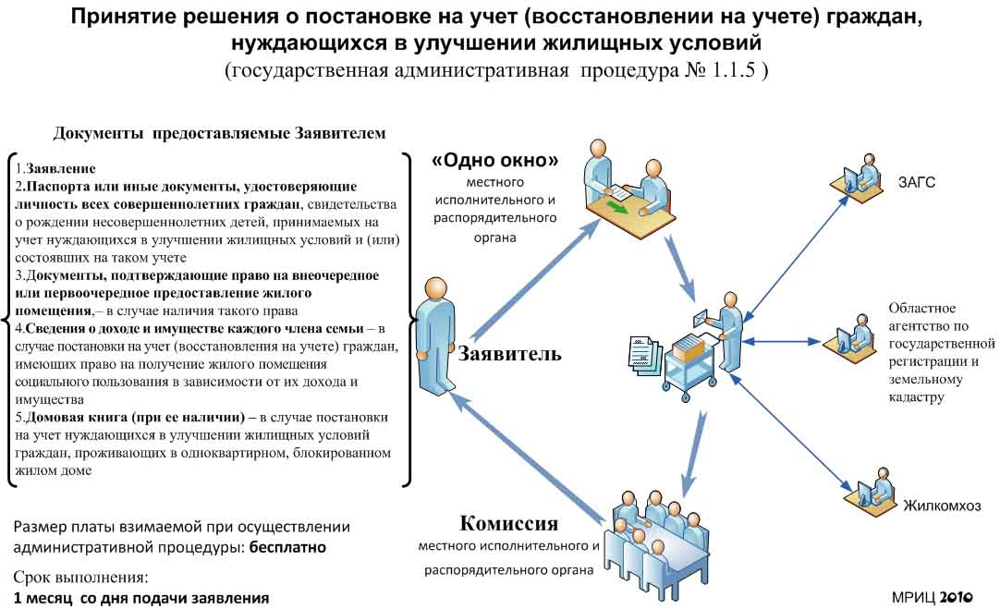 Принятие решения о постановке на учет (восстановлении на учете) граждан,
нуждающихся в улучшении жилищных условий
(государственная административная процедура № 1.1.5 )
Документы предоставляемые Заявителем
1.Заявление
2.Паспорта или иные документы, удостоверяющие
личность всех совершеннолетних граждан, свидетельства
о рождении несовершеннолетних детей, принимаемых на
учет нуждающихся в улучшении жилищных условий и (или)
состоявших на таком учете
3.Документы, подтверждающие право на внеочередное
или первоочередное предоставление жилого
помещения,– в случае наличия такого права
4.Сведения о доходе и имуществе каждого члена семьи – в
случае постановки на учет (восстановления на учете) граждан,
имеющих право на получение жилого помещения
социального пользования в зависимости от их дохода и
имущества
5.Домовая книга (при ее наличии) – в случае постановки
на учет нуждающихся в улучшении жилищных условий
граждан, проживающих в одноквартирном, блокированном
жилом доме
Размер платы взимаемой при осуществлении
административной процедуры: бесплатно
Срок выполнения:
1 месяц со дня подачи заявления
«Одно окно»
местного
исполнительного и
распорядительного
органа
Заявитель
Комиссия
местного исполнительного и
распорядительного органа
ЗАГС
Областное
агентство по
государственной
регистрации и
земельному
кадастру
Жилкомхоз
МРИЦ 2010